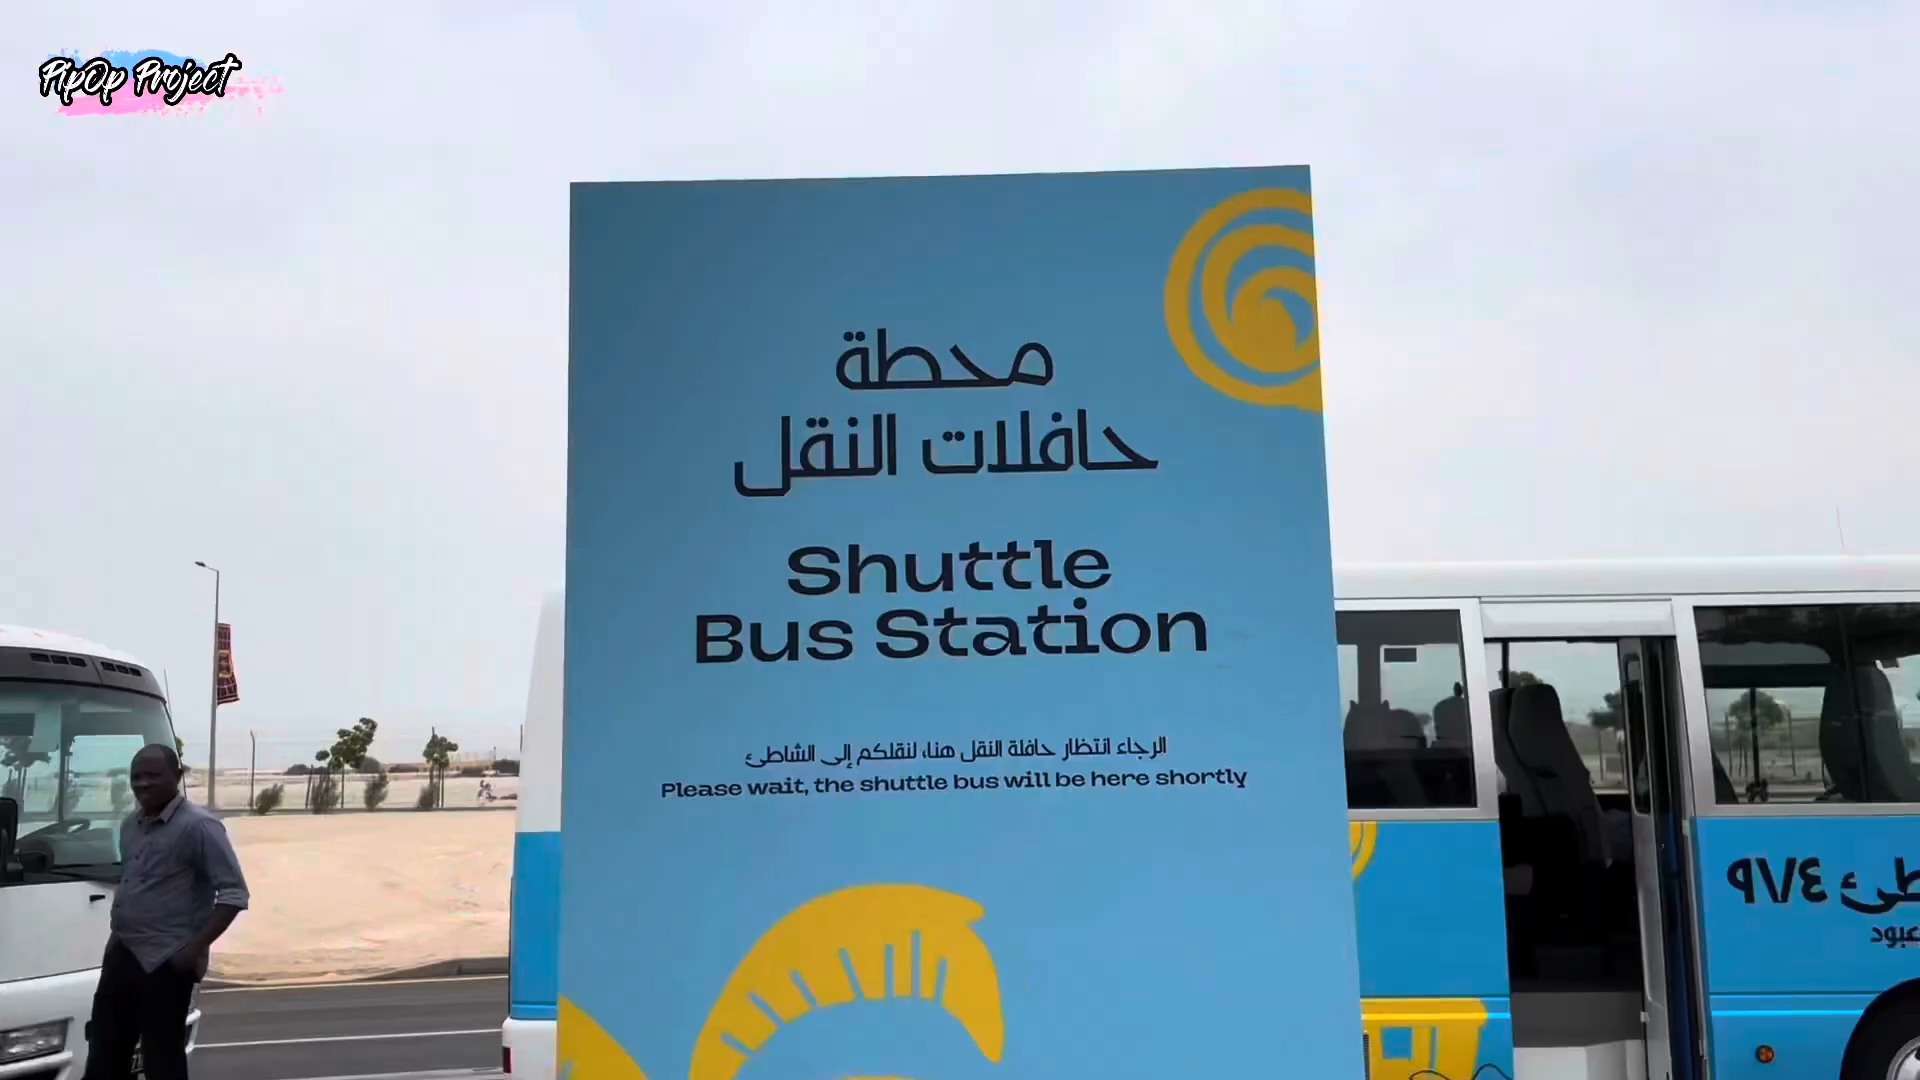 PipOp Project
محطة
حافلات النقل
Shuttle
Bus Station
الرجاء انتظار حافلة النقل هنا، لنقلكم إلى الشاطئ
Please wait, the shuttle bus will be here shortly
٩٧٤